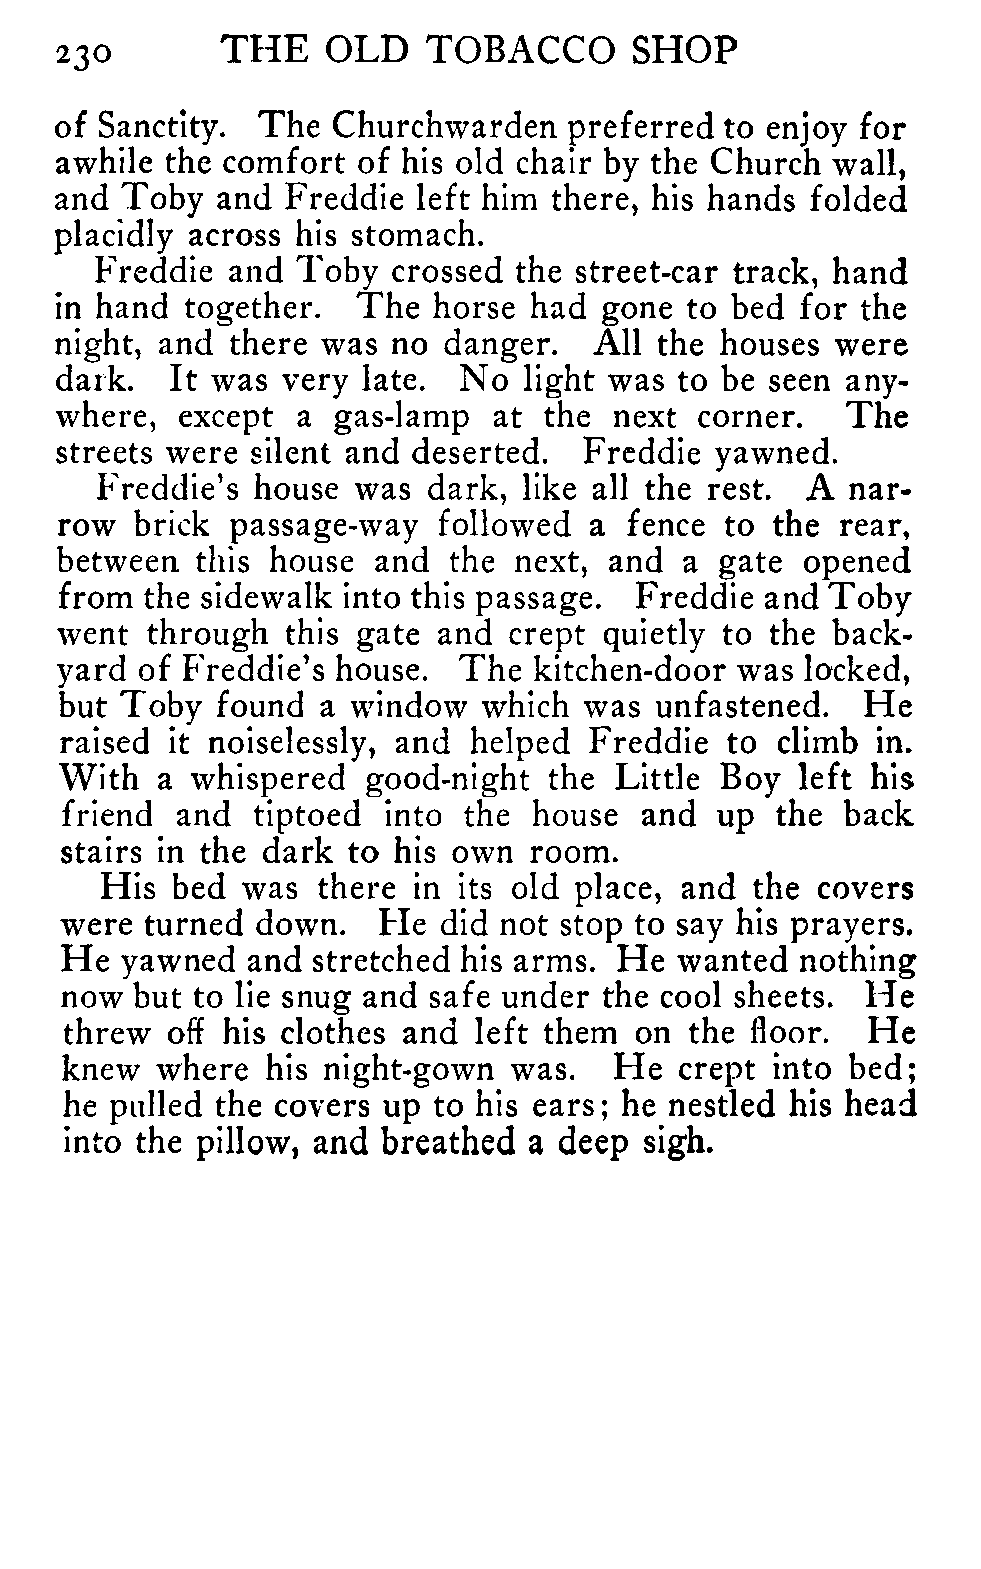 230 THE OLD TOBACCO SHOP
of Sanctity. The Churchwarden preferred to enjoy for
awhile the comfort of his old chair by the Church wall,
and Toby and Freddie left him there, his hands folded
placidly across his stomach.
Freddie and Toby crossed the street-car track, hand
in hand together. The horse had gone to bed for the
night, and there was no danger. All the houses were
dark. It was very late. No light was to be seen any-
where, except a gas-lamp at the next corner. The
streets were silent and deserted. Freddie yawned.
Freddie's house was dark, like all the rest. A nar-
row brick passage-way followed a fence to the rear,
between this house and the next, and a gate opened
from the sidewalk into this passage. Freddie and Toby
went through this gate and crept quietly to the back-
yard of Freddie's house. The kitchen-door was locked,
but Toby found a window which was unfastened. He
raised it noiselessly, and helped Freddie to climb in.
With a whispered good-night the Little Boy left his
friend and tiptoed into the house and up the back
stairs in the dark to his own room.
His bed was there in its old place, and the covers
were turned down. He did not stop to say his prayers.
He yawned and stretched his arms. He wanted nothing
now but to lie snug and safe under the cool sheets. He
threw off his clothes and left them on the floor. He
knew where his night-gown was. He crept into bed;
he pulled the covers up to his ears; he nestled his head
into the pillow, and breathed a deep sigh.